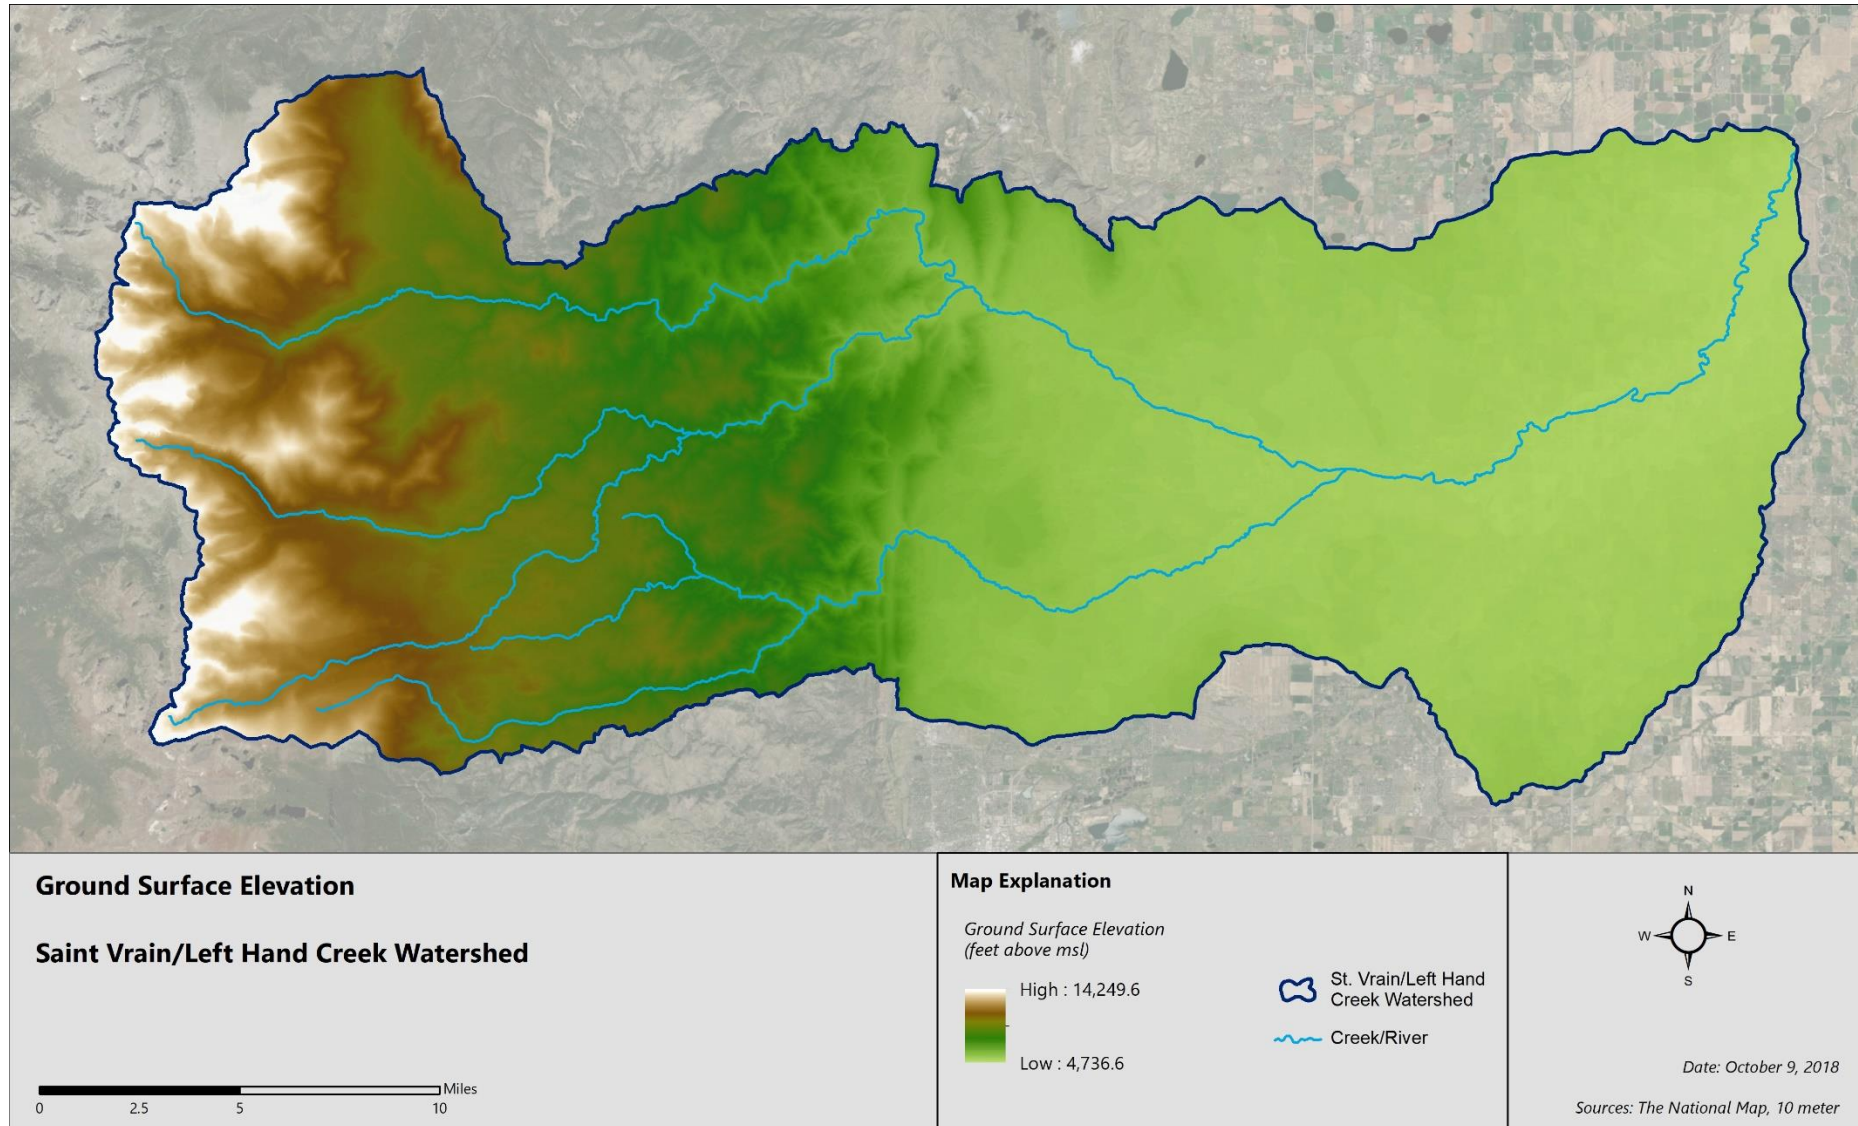 Ground Surface Elevation
Saint Vrain/Left Hand Creek Watershed
Miles
0 2.5 5 10
Map Explanation
Ground Surface Elevation
(feet above msl)
High : 14,249.6
Low : 4,736.6
St. Vrain/Left Hand
Creek Watershed
Creek/River
N
W E
S
Date: October 9, 2018
Sources: The National Map, 10 meter